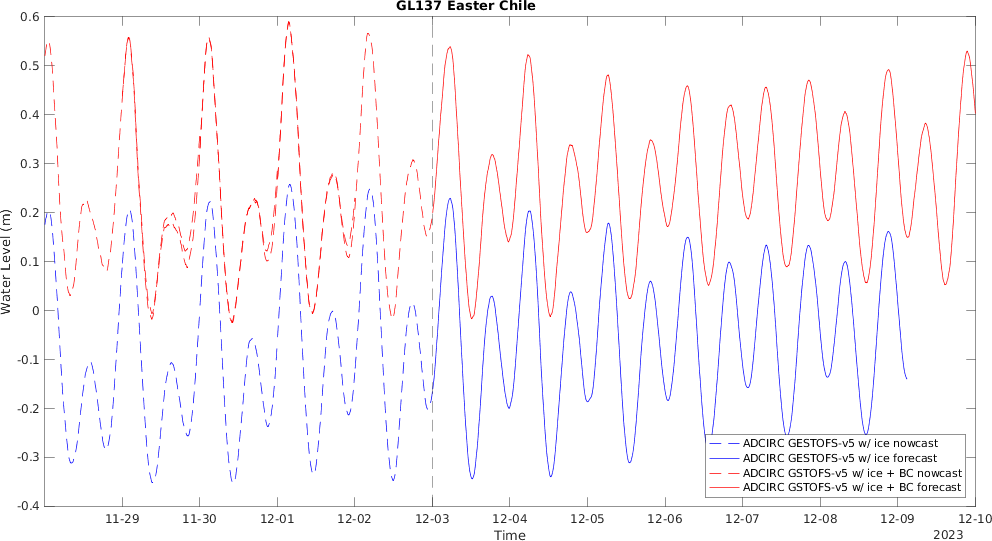 GL137 Easter Chile
0.6
0.5
0.4
0.3
0.2
0.1
0
-0.1
-0.2
-0.3
-0.4
Water Level (m)
ADCIRC GESTOFS-v5 w/ ice nowcast
ADCIRC GESTOFS-v5 w/ ice forecast
ADCIRC GSTOFS-v5 w/ ice + BC nowcast
ADCIRC GSTOFS-v5 w/ ice + BC forecast
11-29 11-30 12-01 12-02 12-03 12-04 12-05 12-06 12-07 12-08 12-09 12-10
Time
2023